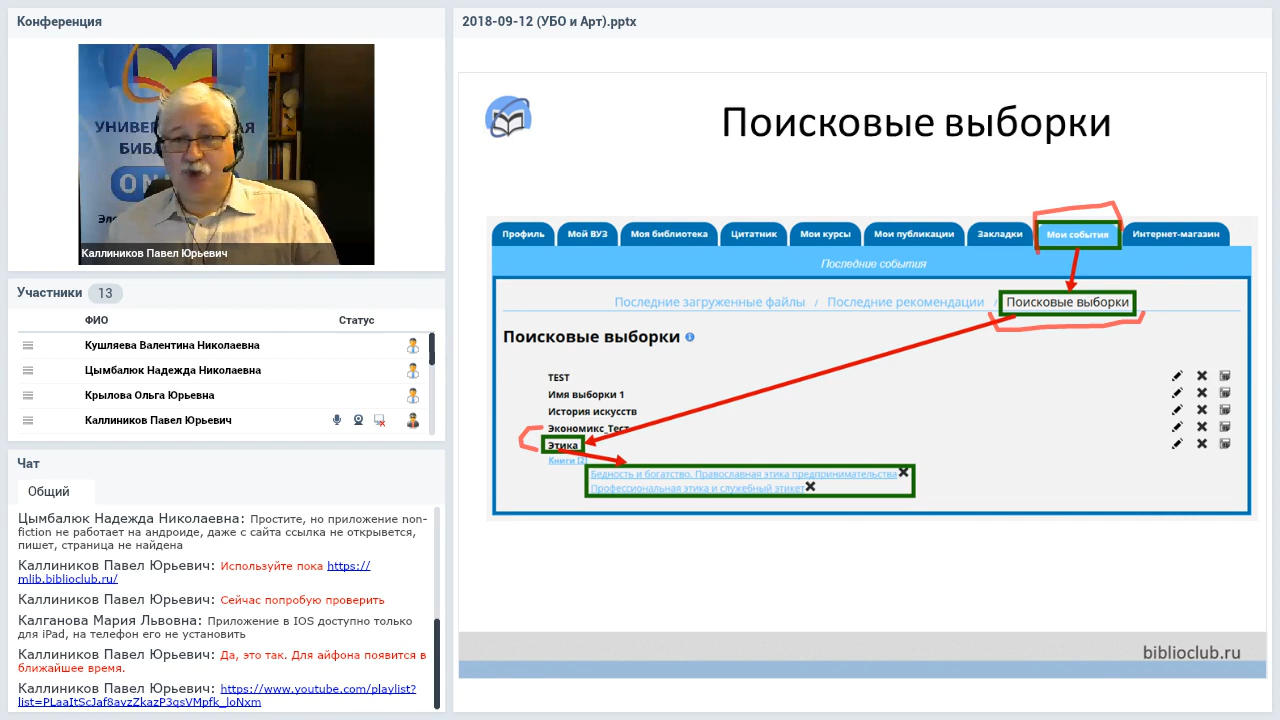 Конференция
УНИВЕР
АЯ
БИБЛ
ON
Эле
Каллиников Павел Юрьевич
Участники 13
ФИО Статус
Кушляева Валентина Николаевна
Цымбалюк Надежда Николаевна
Крылова Ольга Юрьевна
Каллиников Павел Юрьевич
Чат
Общий
Цымбалюк Надежда Николаевна: Простите, но приложение non-
fiction не работает на андроиде, даже с сайта ссылка не открывется,
пишет, страница не найдена
Каллиников Павел Юрьевич: Используйте пока https://
mlib.biblioclub.ru/
Каллиников Павел Юрьевич: Сейчас попробую проверить
Калганова Мария Львовна: Приложение в IOS доступно только
для iPad, на телефон его не установить
Каллиников Павел Юрьевич: Да, это так. Для айфона появится в
ближайшее время.
Каллиников Павел Юрьевич: https://www.youtube.com/playlist?
list=PLaaItScJaf8avzZkazP3qsVMpfk_loNxm
2018-09-12 (УБО и Арт).pptx
Поисковые выборки
Профиль Мой ВУЗ Моя библиотека Цитатник Мои курсы Мои публикации Закладки Мои события Интернет-магазин
Последние события
Последние загруженные файлы / Последние рекомендации / Поисковые выборки
Поисковые выборки
TEST
Имя выборки 1
История искусств
Экономикс_Тест
Этика
Книги (2)
Бедность и богатство. Православная этика предпринимательства
Профессиональная этика и служебный этикет
biblioclub.ru